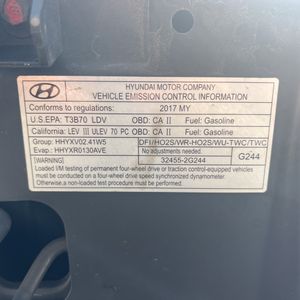 HYUNDAI MOTOR COMPANY
VEHICLE EMISSION CONTROL INFORMATION
Conforms to regulations: 2017 MY
U.S.EPA: T3B70 LDV OBD: CA II Fuel: Gasoline
California: LEV III ULEV 70 PC OBD: CA II Fuel: Gasoline
Group: HHYXV02.41W5 DFI/HO2S/WR-HO2S/WU-TWC/TWC
Evap.: HHYXR0130AVE 32455-2G244 G244
WARNING:
Loaded I/M testing of permanent four-wheel drive or traction control-equipped vehicles
must be conducted on a four-wheel drive speed synchronized dynamometer.
Otherwise, a non-loaded test procedure must be used.